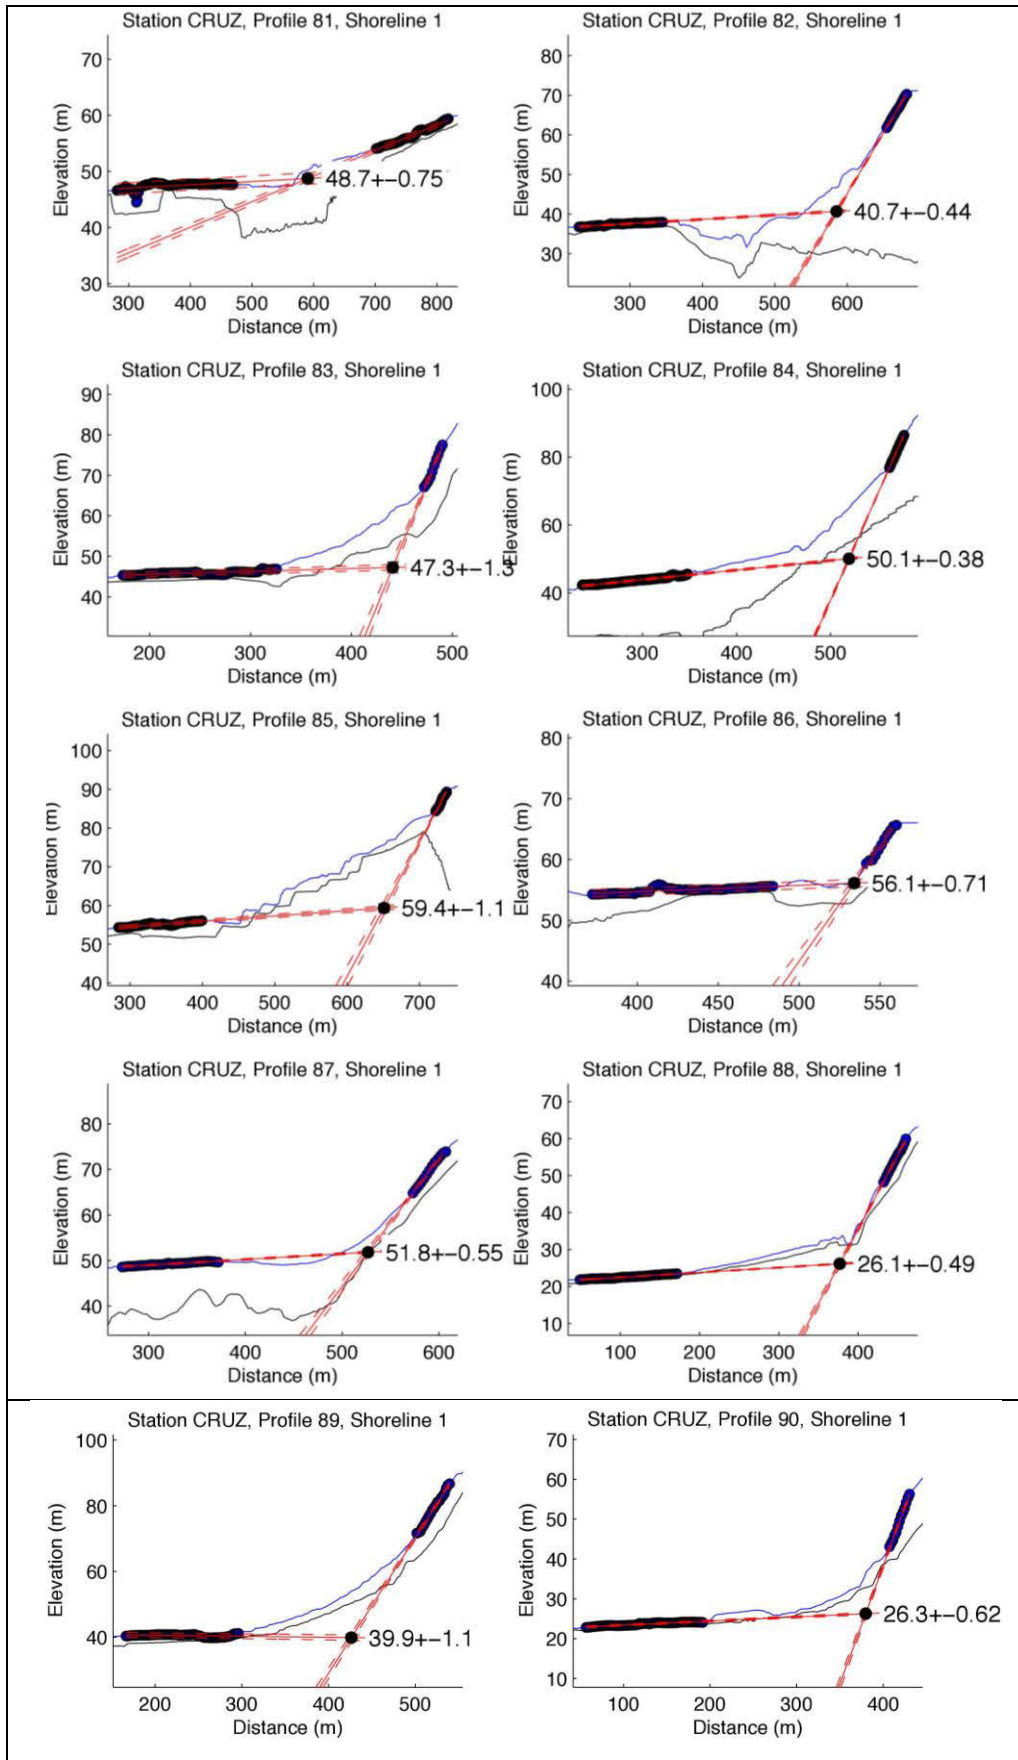 Station CRUZ, Profile 81, Shoreline 1
Elevation (m)
70
60
50
40
30
48.7+-0.75
300 400 500 600 700 800
Distance (m)
Station CRUZ, Profile 82, Shoreline 1
Elevation (m)
80
70
60
50
40
30
40.7+-0.44
300 400 500 600
Distance (m)
Station CRUZ, Profile 83, Shoreline 1
Elevation (m)
90
80
70
60
50
40
47.3+-1.3
200 300 400 500
Distance (m)
Station CRUZ, Profile 84, Shoreline 1
Elevation (m)
100
80
60
40
50.1+-0.38
300 400 500
Distance (m)
Station CRUZ, Profile 85, Shoreline 1
Elevation (m)
100
90
80
70
60
50
40
59.4+-1.1
300 400 500 600 700
Distance (m)
Station CRUZ, Profile 86, Shoreline 1
Elevation (m)
80
70
60
50
40
56.1+-0.71
400 450 500 550
Distance (m)
Station CRUZ, Profile 87, Shoreline 1
Elevation (m)
80
70
60
50
40
51.8+-0.55
300 400 500 600
Distance (m)
Station CRUZ, Profile 88, Shoreline 1
Elevation (m)
70
60
50
40
30
20
10
26.1+-0.49
100 200 300 400
Distance (m)
Station CRUZ, Profile 89, Shoreline 1
Elevation (m)
100
80
60
40
39.9+-1.1
200 300 400 500
Distance (m)
Station CRUZ, Profile 90, Shoreline 1
Elevation (m)
70
60
50
40
30
20
10
26.3+-0.62
100 200 300 400
Distance (m)